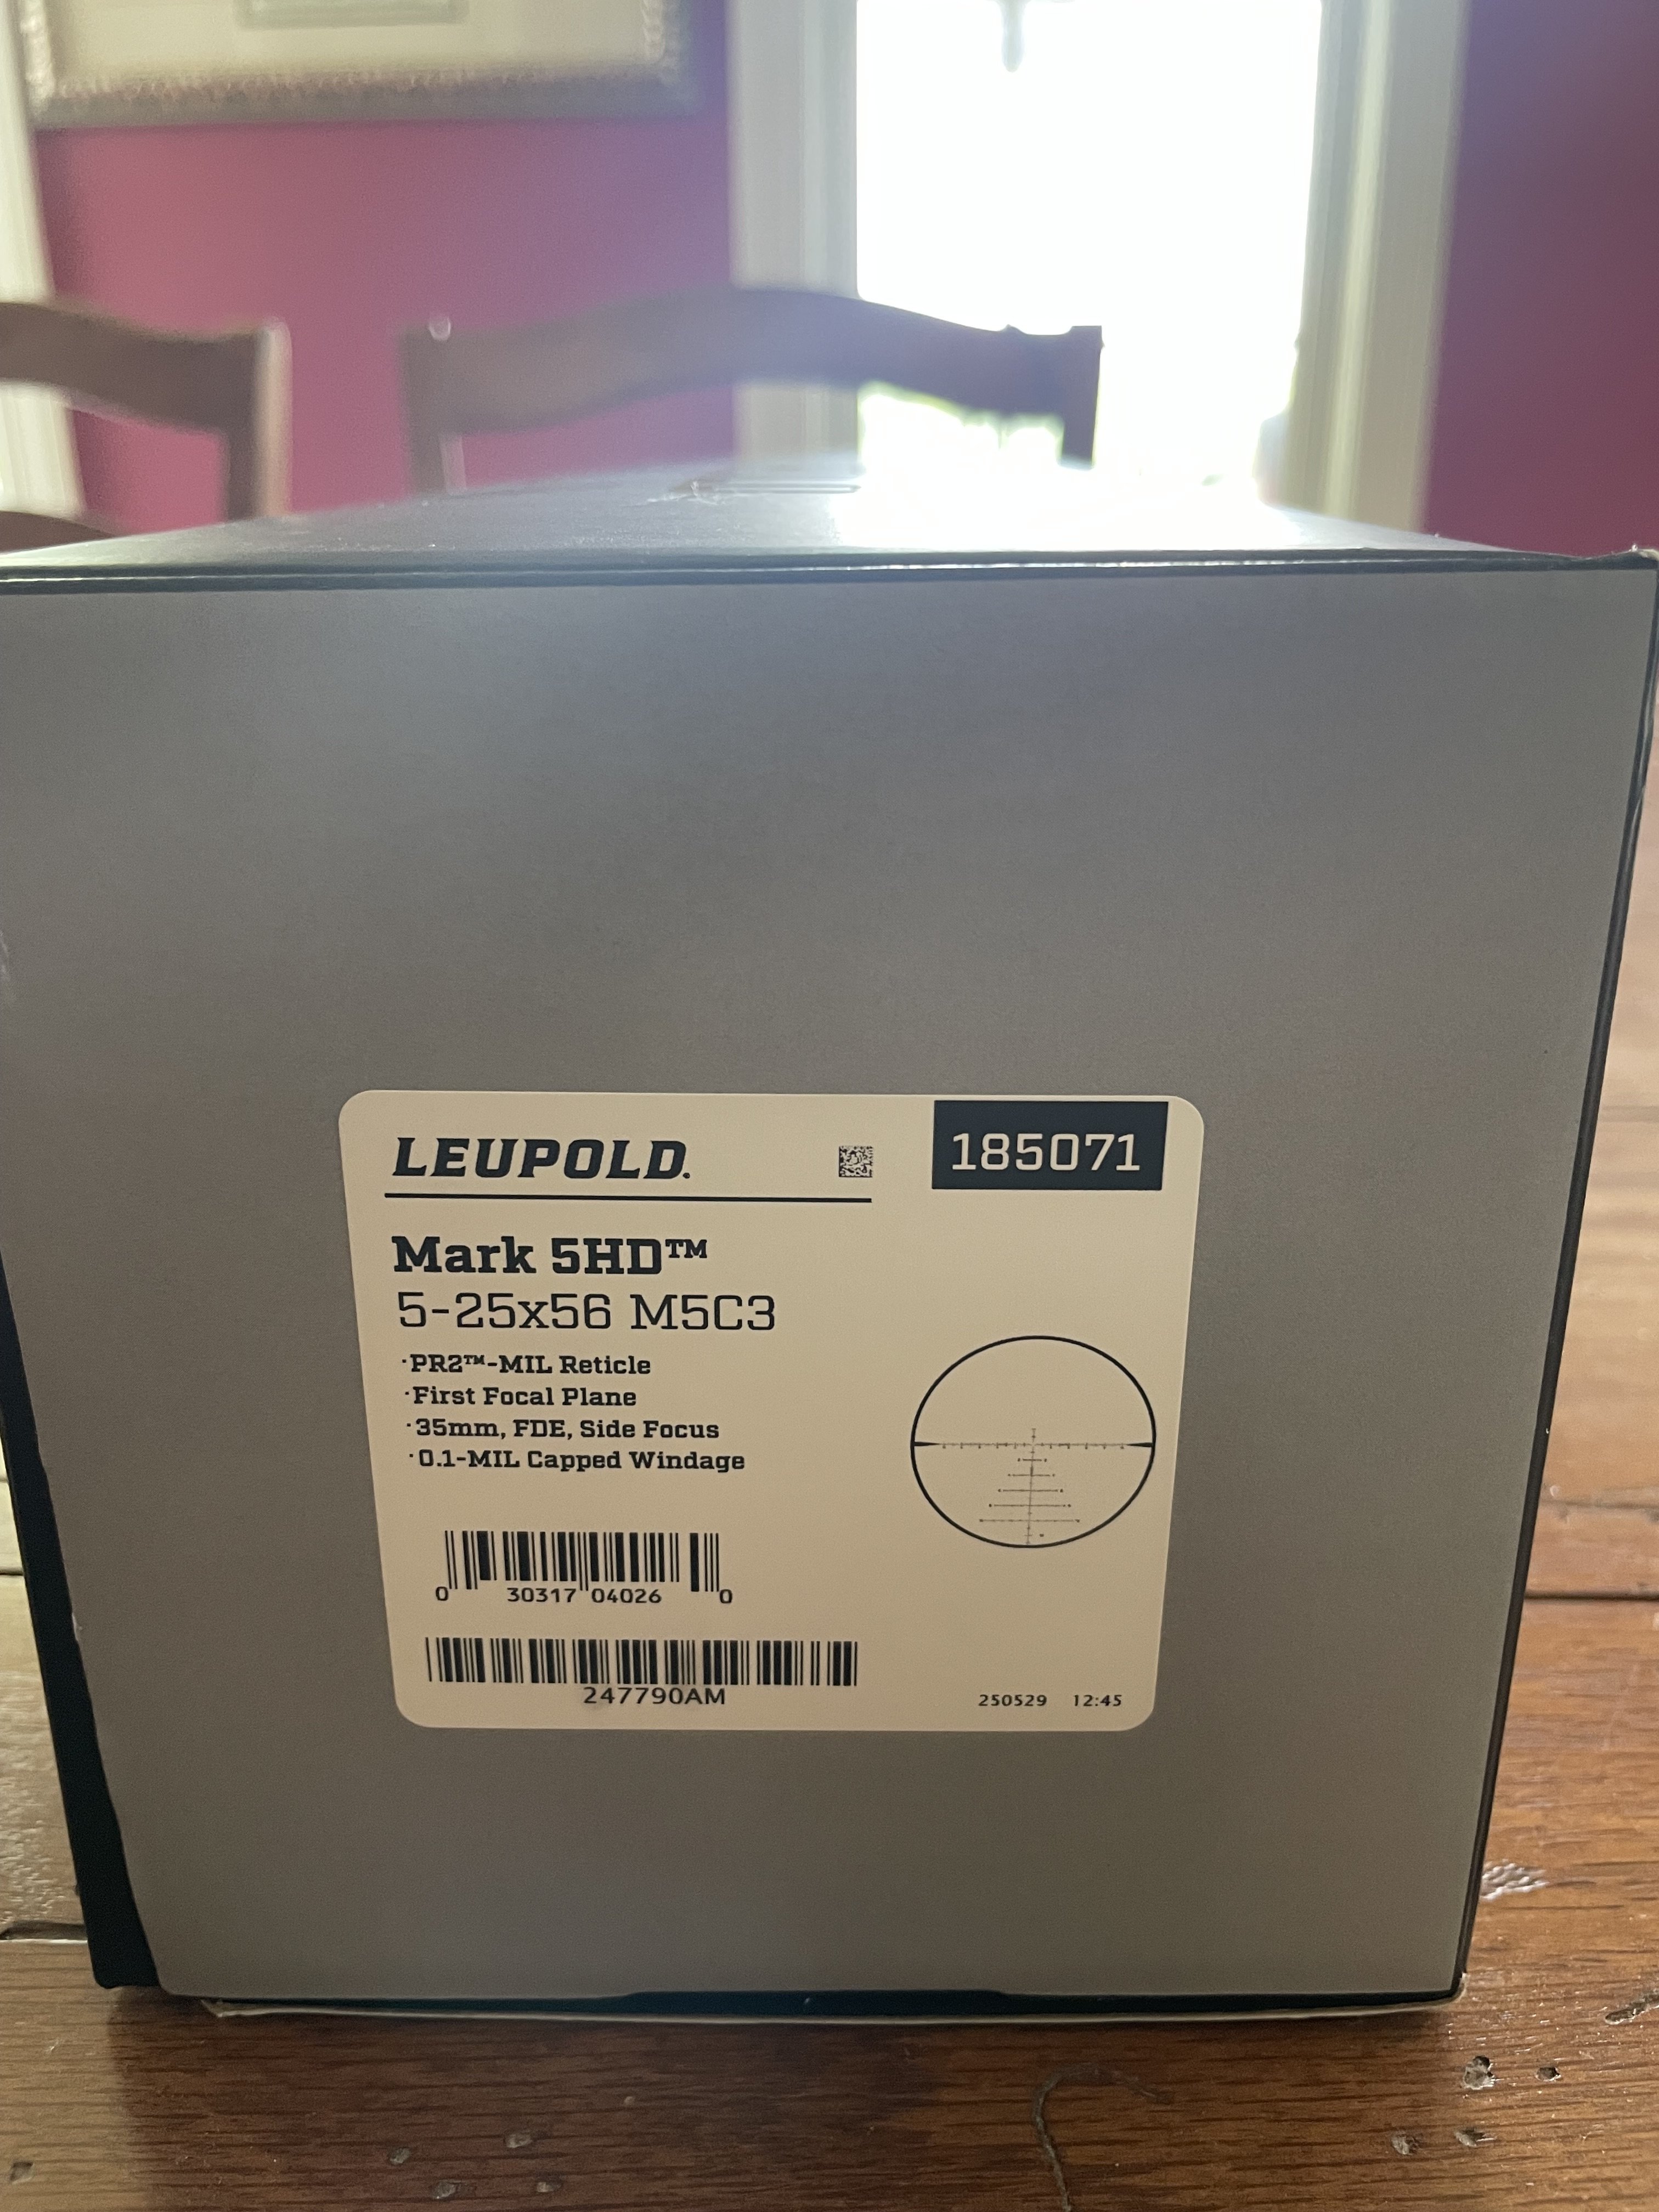 LEUPOLD®
185071
Mark 5HD™
5-25x56 M5C3
·PR2™-MIL Reticle
·First Focal Plane
·35mm, FDE, Side Focus
·0.1-MIL Capped Windage
0 30317 04026 0
247790AM
250529 12:45